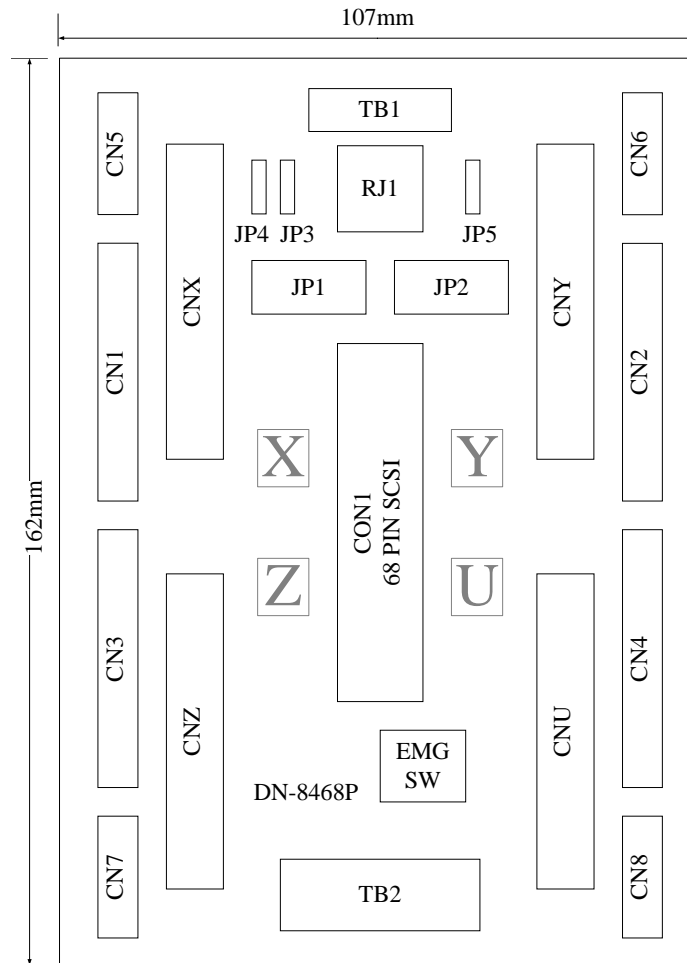 107mm
TB1
CN5
CN6
RJ1
JP4
JP3
JP5
CNX
CNY
JP1
JP2
CN1
CN2
X
Y
CON1
68 PIN SCSI
162mm
Z
U
CN3
CN4
CNZ
CNU
EMG
SW
DN-8468P
CN7
CN8
TB2